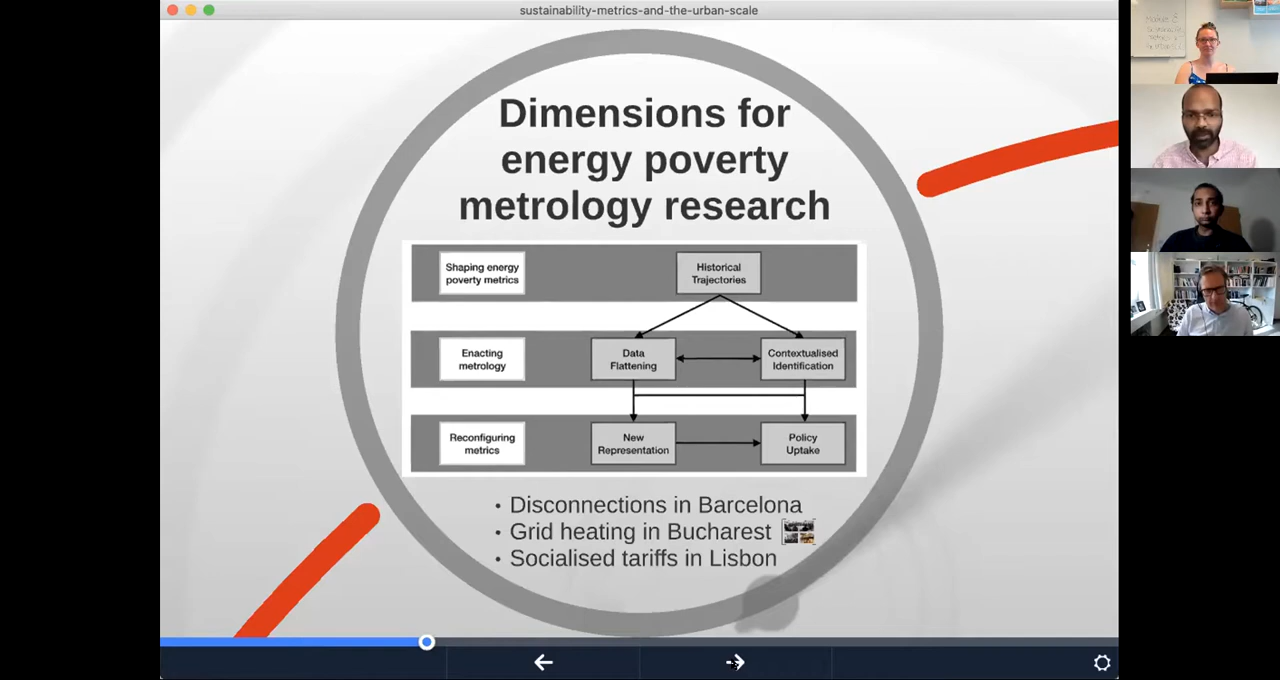 sustainability-metrics-and-the-urban-scale
Dimensions for
energy poverty
metrology research
Shaping energy
poverty metrics
Historical
Trajectories
Enacting
metrology
Data
Flattening
Contextualised
Identification
Reconfiguring
metrics
New
Representation
Policy
Uptake
• Disconnections in Barcelona
• Grid heating in Bucharest
• Socialised tariffs in Lisbon